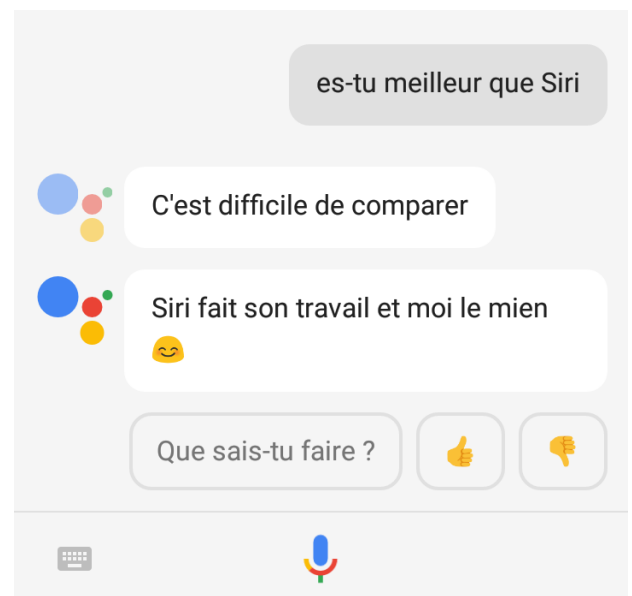 es-tu meilleur que Siri
C'est difficile de comparer
Siri fait son travail et moi le mien
😊
Que sais-tu faire ?
👍
👎